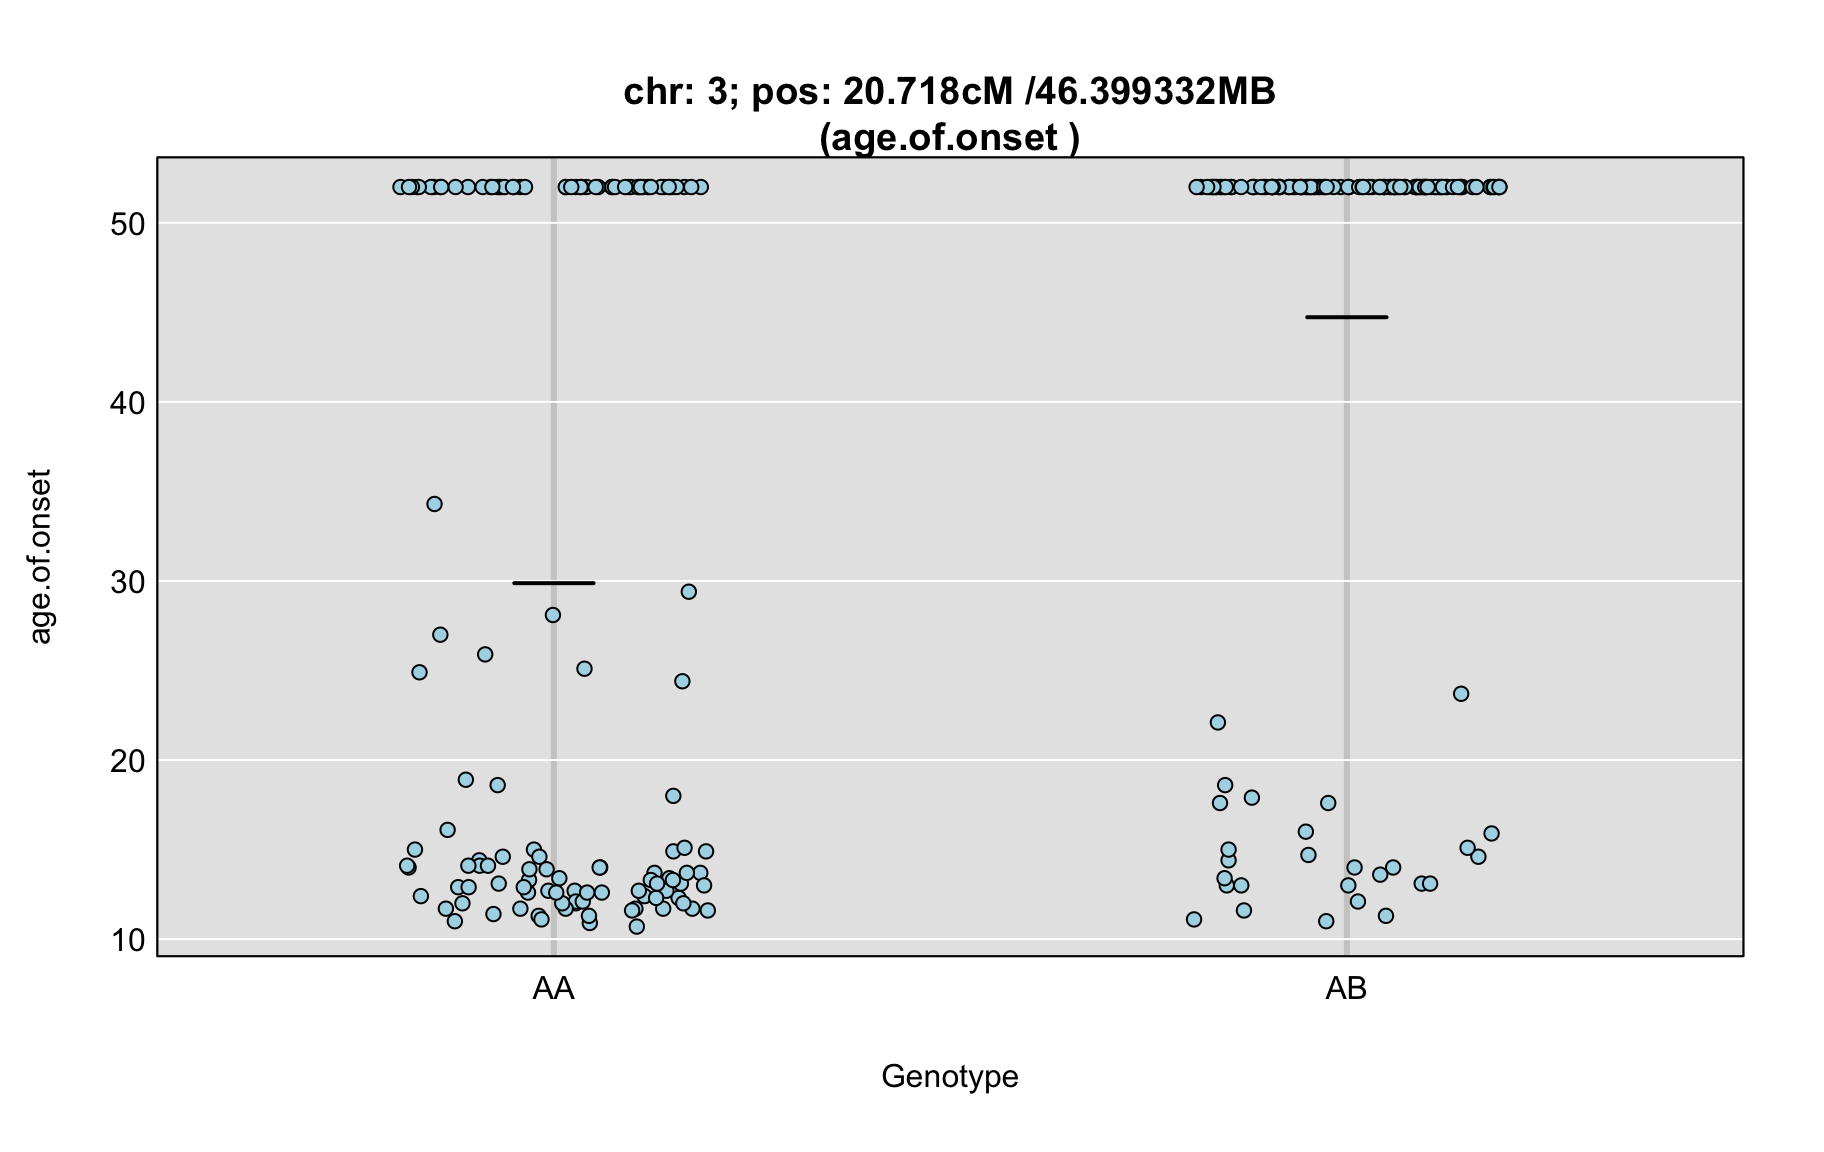 chr: 3; pos: 20.718cM /46.399332MB
(age.of.onset )
50
40
30
20
10
age.of.onset
AA
AB
Genotype